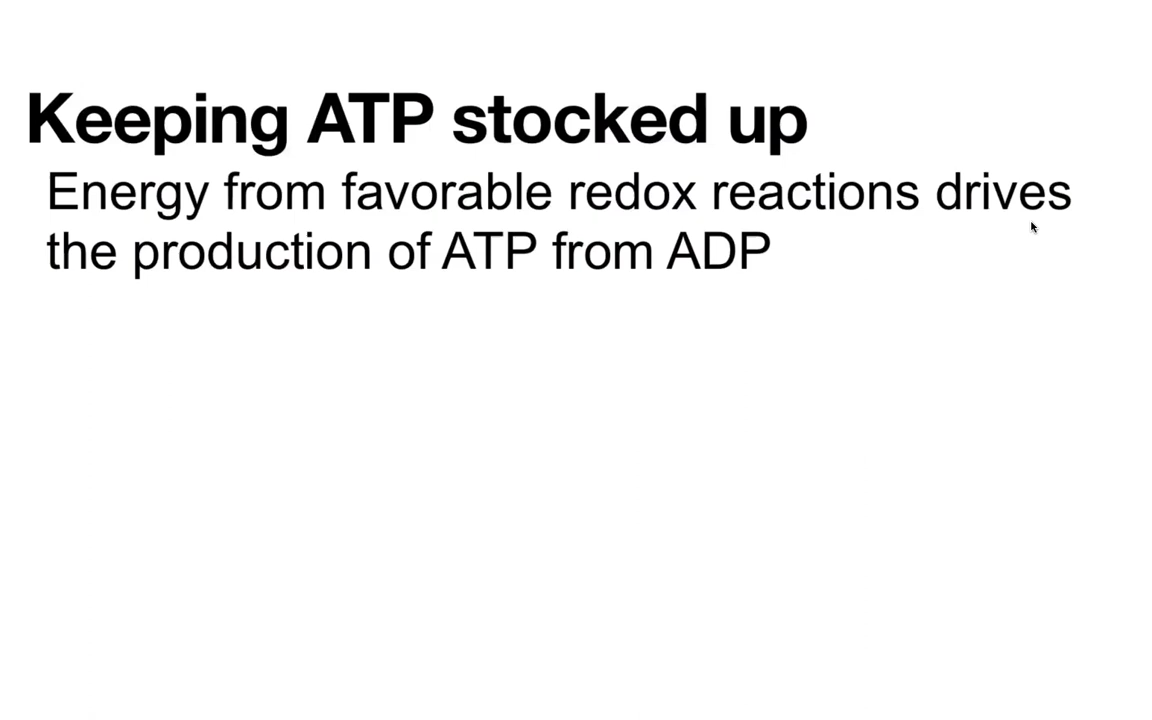 Keeping ATP stocked up
Energy from favorable redox reactions drives
the production of ATP from ADP